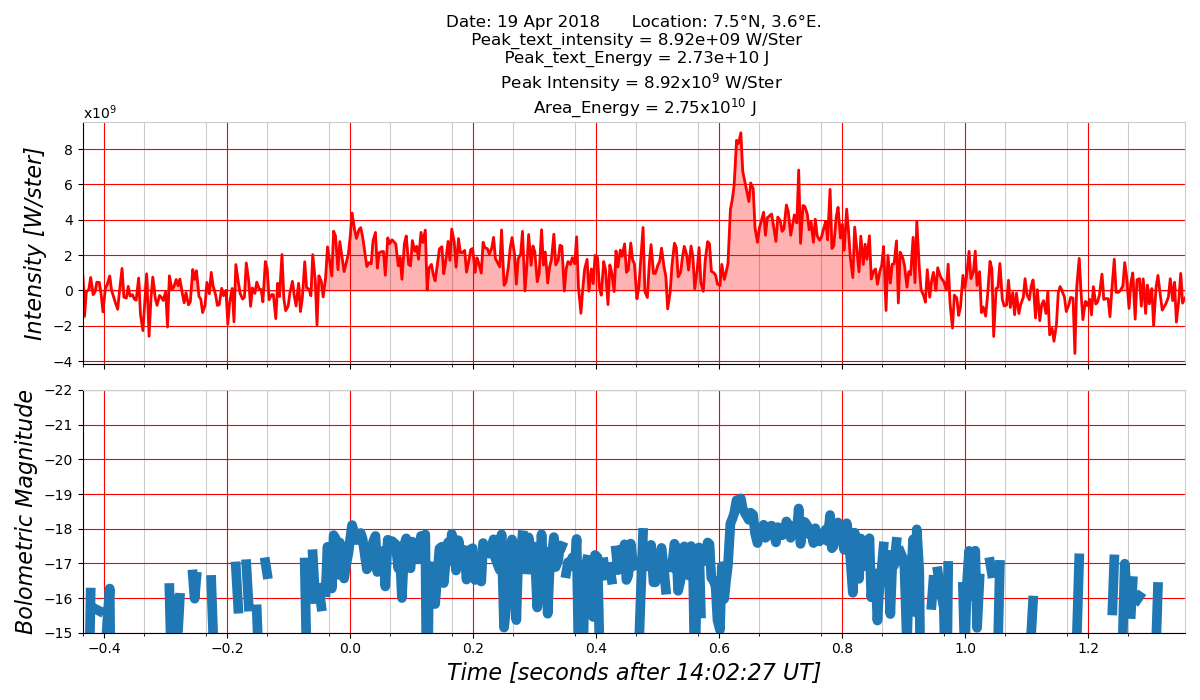 Date: 19 Apr 2018      Location: 7.5°N, 3.6°E.
Peak_text_intensity = 8.92e+09 W/Ster
Peak_text_Energy = 2.73e+10 J
Peak Intensity = 8.92x10⁹ W/Ster
Area_Energy = 2.75x10¹⁰ J
x10⁹
Intensity [W/ster]
8
6
4
2
0
−2
−4
Bolometric Magnitude
−22
−21
−20
−19
−18
−17
−16
−15
−0.4 −0.2 0.0 0.2 0.4 0.6 0.8 1.0 1.2
Time [seconds after 14:02:27 UT]